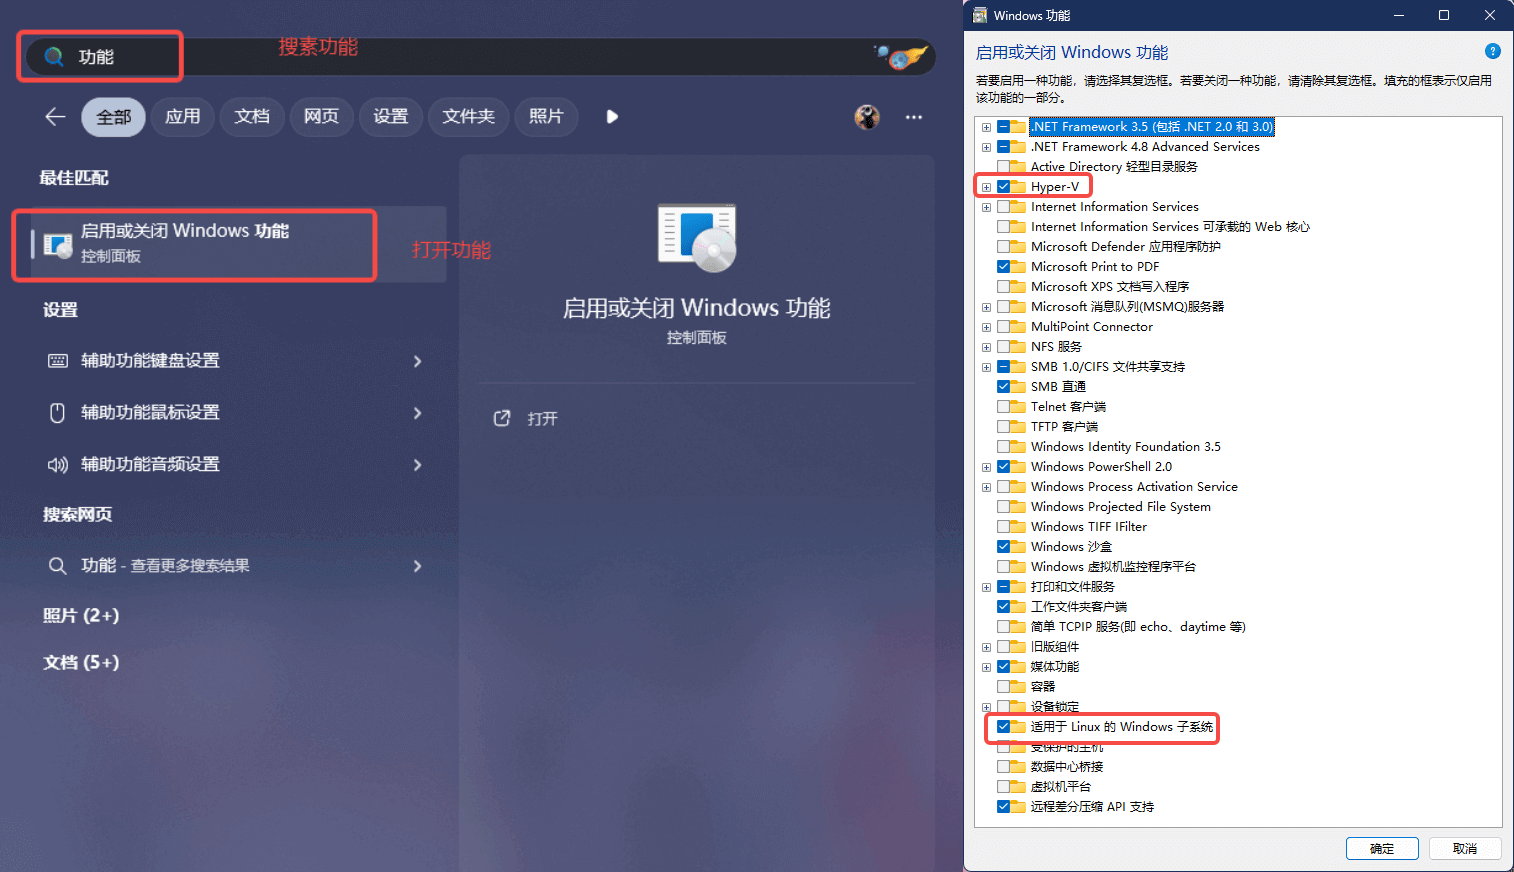 功能
搜素功能
全部
应用
文档
网页
设置
文件夹
照片
最佳匹配
启用或关闭 Windows 功能
控制面板
打开功能
设置
辅助功能键盘设置
辅助功能鼠标设置
辅助功能音频设置
搜索网页
功能 - 查看更多搜索结果
照片 (2+)
文档 (5+)
启用或关闭 Windows 功能
控制面板
打开
Windows 功能
启用或关闭 Windows 功能
若要启用一种功能，请选择其复选框。若要关闭一种功能，请清除其复选框。填充的框表示仅启用
该功能的一部分。
.NET Framework 3.5 (包括 .NET 2.0 和 3.0)
.NET Framework 4.8 Advanced Services
Active Directory 轻型目录服务
Hyper-V
Internet Information Services
Internet Information Services 可承载的 Web 核心
Microsoft Defender 应用程序防护
Microsoft Print to PDF
Microsoft XPS 文档写入程序
Microsoft 消息队列(MSMQ)服务器
MultiPoint Connector
NFS 服务
SMB 1.0/CIFS 文件共享支持
SMB 直通
Telnet 客户端
TFTP 客户端
Windows Identity Foundation 3.5
Windows PowerShell 2.0
Windows Process Activation Service
Windows Projected File System
Windows TIFF IFilter
Windows 沙盒
Windows 虚拟机监控程序平台
打印和文件服务
工作文件夹客户端
简单 TCPIP 服务(即 echo、daytime 等)
旧版组件
媒体功能
容器
设备锁定
适用于 Linux 的 Windows 子系统
受保护的主机
数据中心桥接
虚拟机平台
远程差分压缩 API 支持
确定
取消